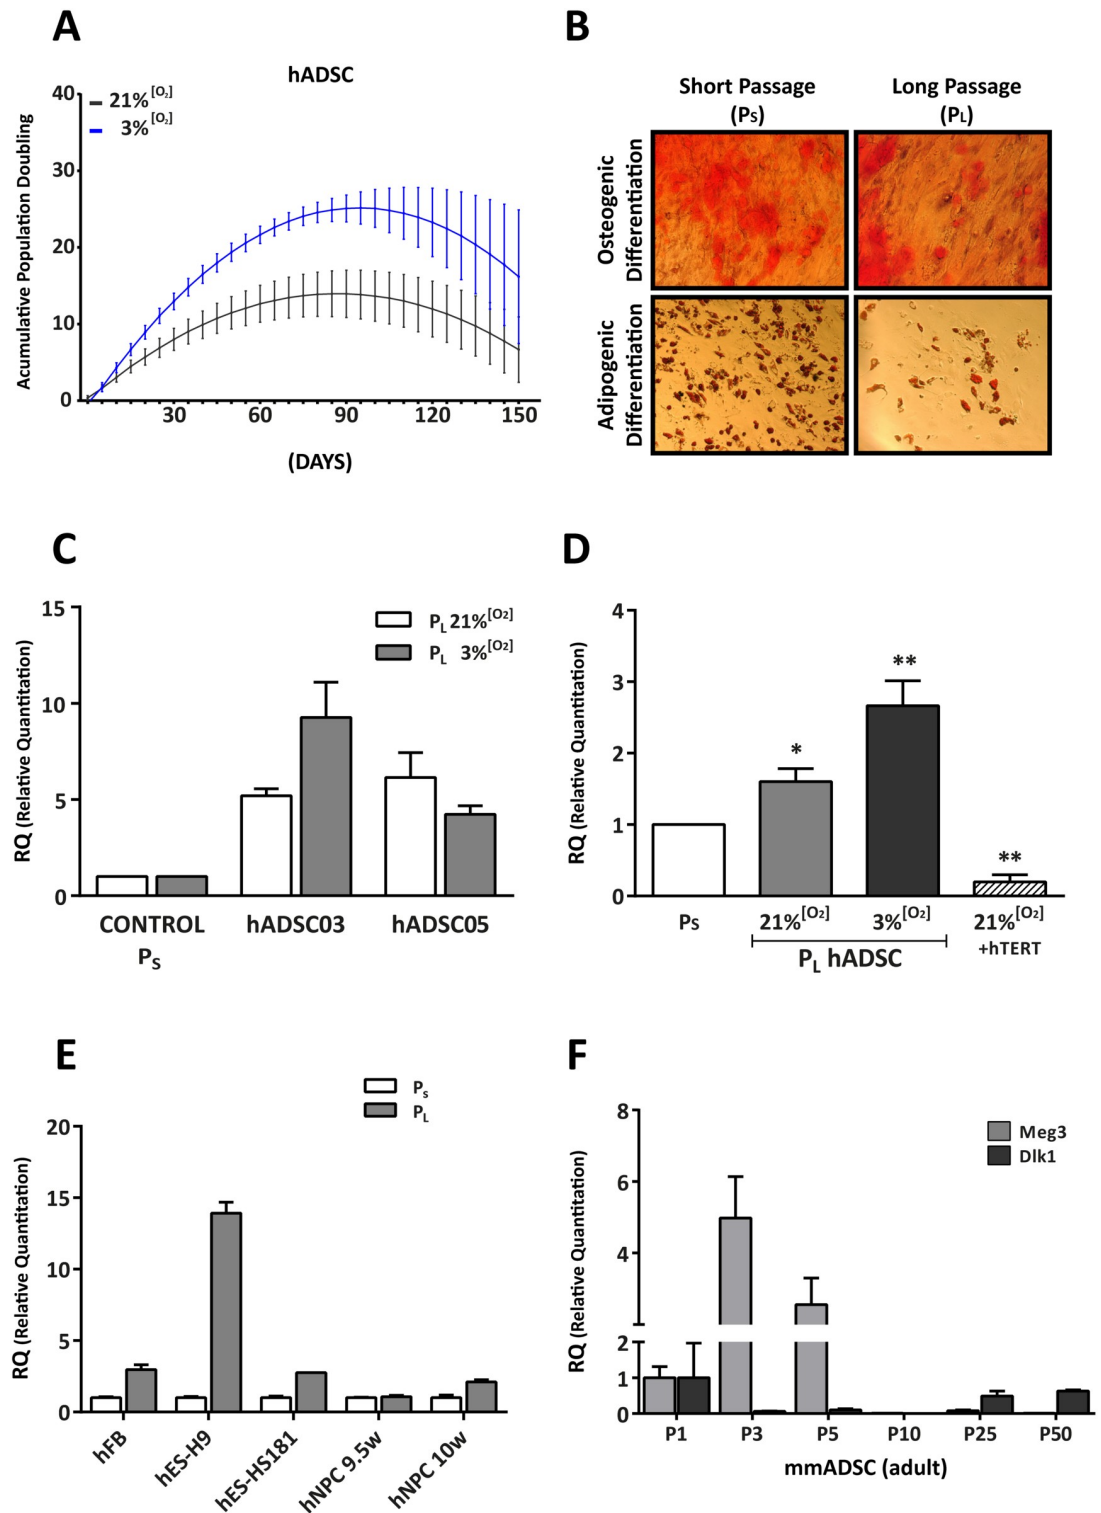 A
hADSC
21% [O2]
3% [O2]
Acumulative Population Doubling
40
30
20
10
0
30 60 90 120 150
(DAYS)
B
Short Passage
(PS)
Long Passage
(PL)
Osteogenic
Differentiation
Adipogenic
Differentiation
C
PL 21%[O2]
PL 3%[O2]
RQ (Relative Quantitation)
15
10
5
0
CONTROL
PS
hADSC03
hADSC05
D
RQ (Relative Quantitation)
4
3
2
1
0
*
**
**
PS
21%[O2]
3%[O2]
21%[O2]
+hTERT
PL hADSC
E
Ps
PL
RQ (Relative Quantitation)
20
15
10
5
0
hFB
hES-H9
hES-HS181
hNPC 9.5w
hNPC 10w
F
Meg3
Dlk1
RQ (Relative Quantitation)
8
6
4
2
1
0
P1 P3 P5 P10 P25 P50
mmADSC (adult)